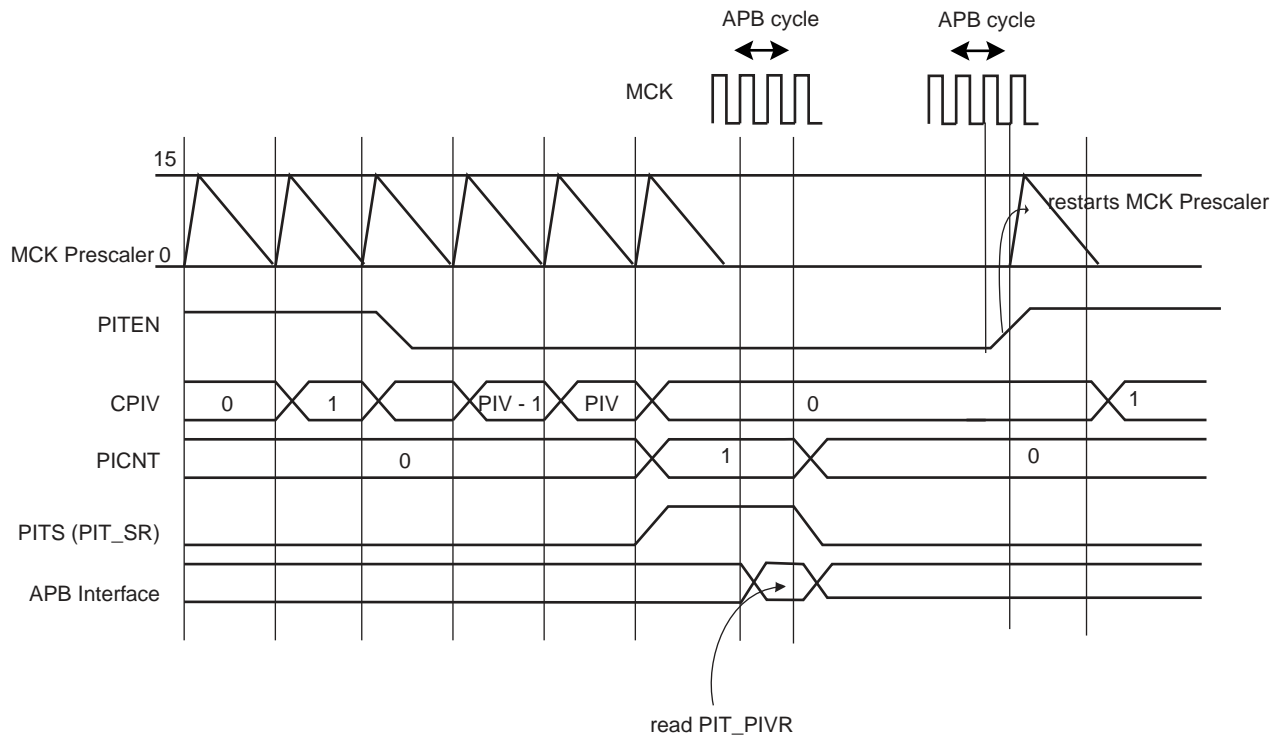 APB cycle
APB cycle
MCK
15
restarts MCK Prescaler
MCK Prescaler 0
PITEN
CPIV
0
1
PIV - 1
PIV
0
1
PICNT
0
1
0
PITS (PIT_SR)
APB Interface
read PIT_PIVR